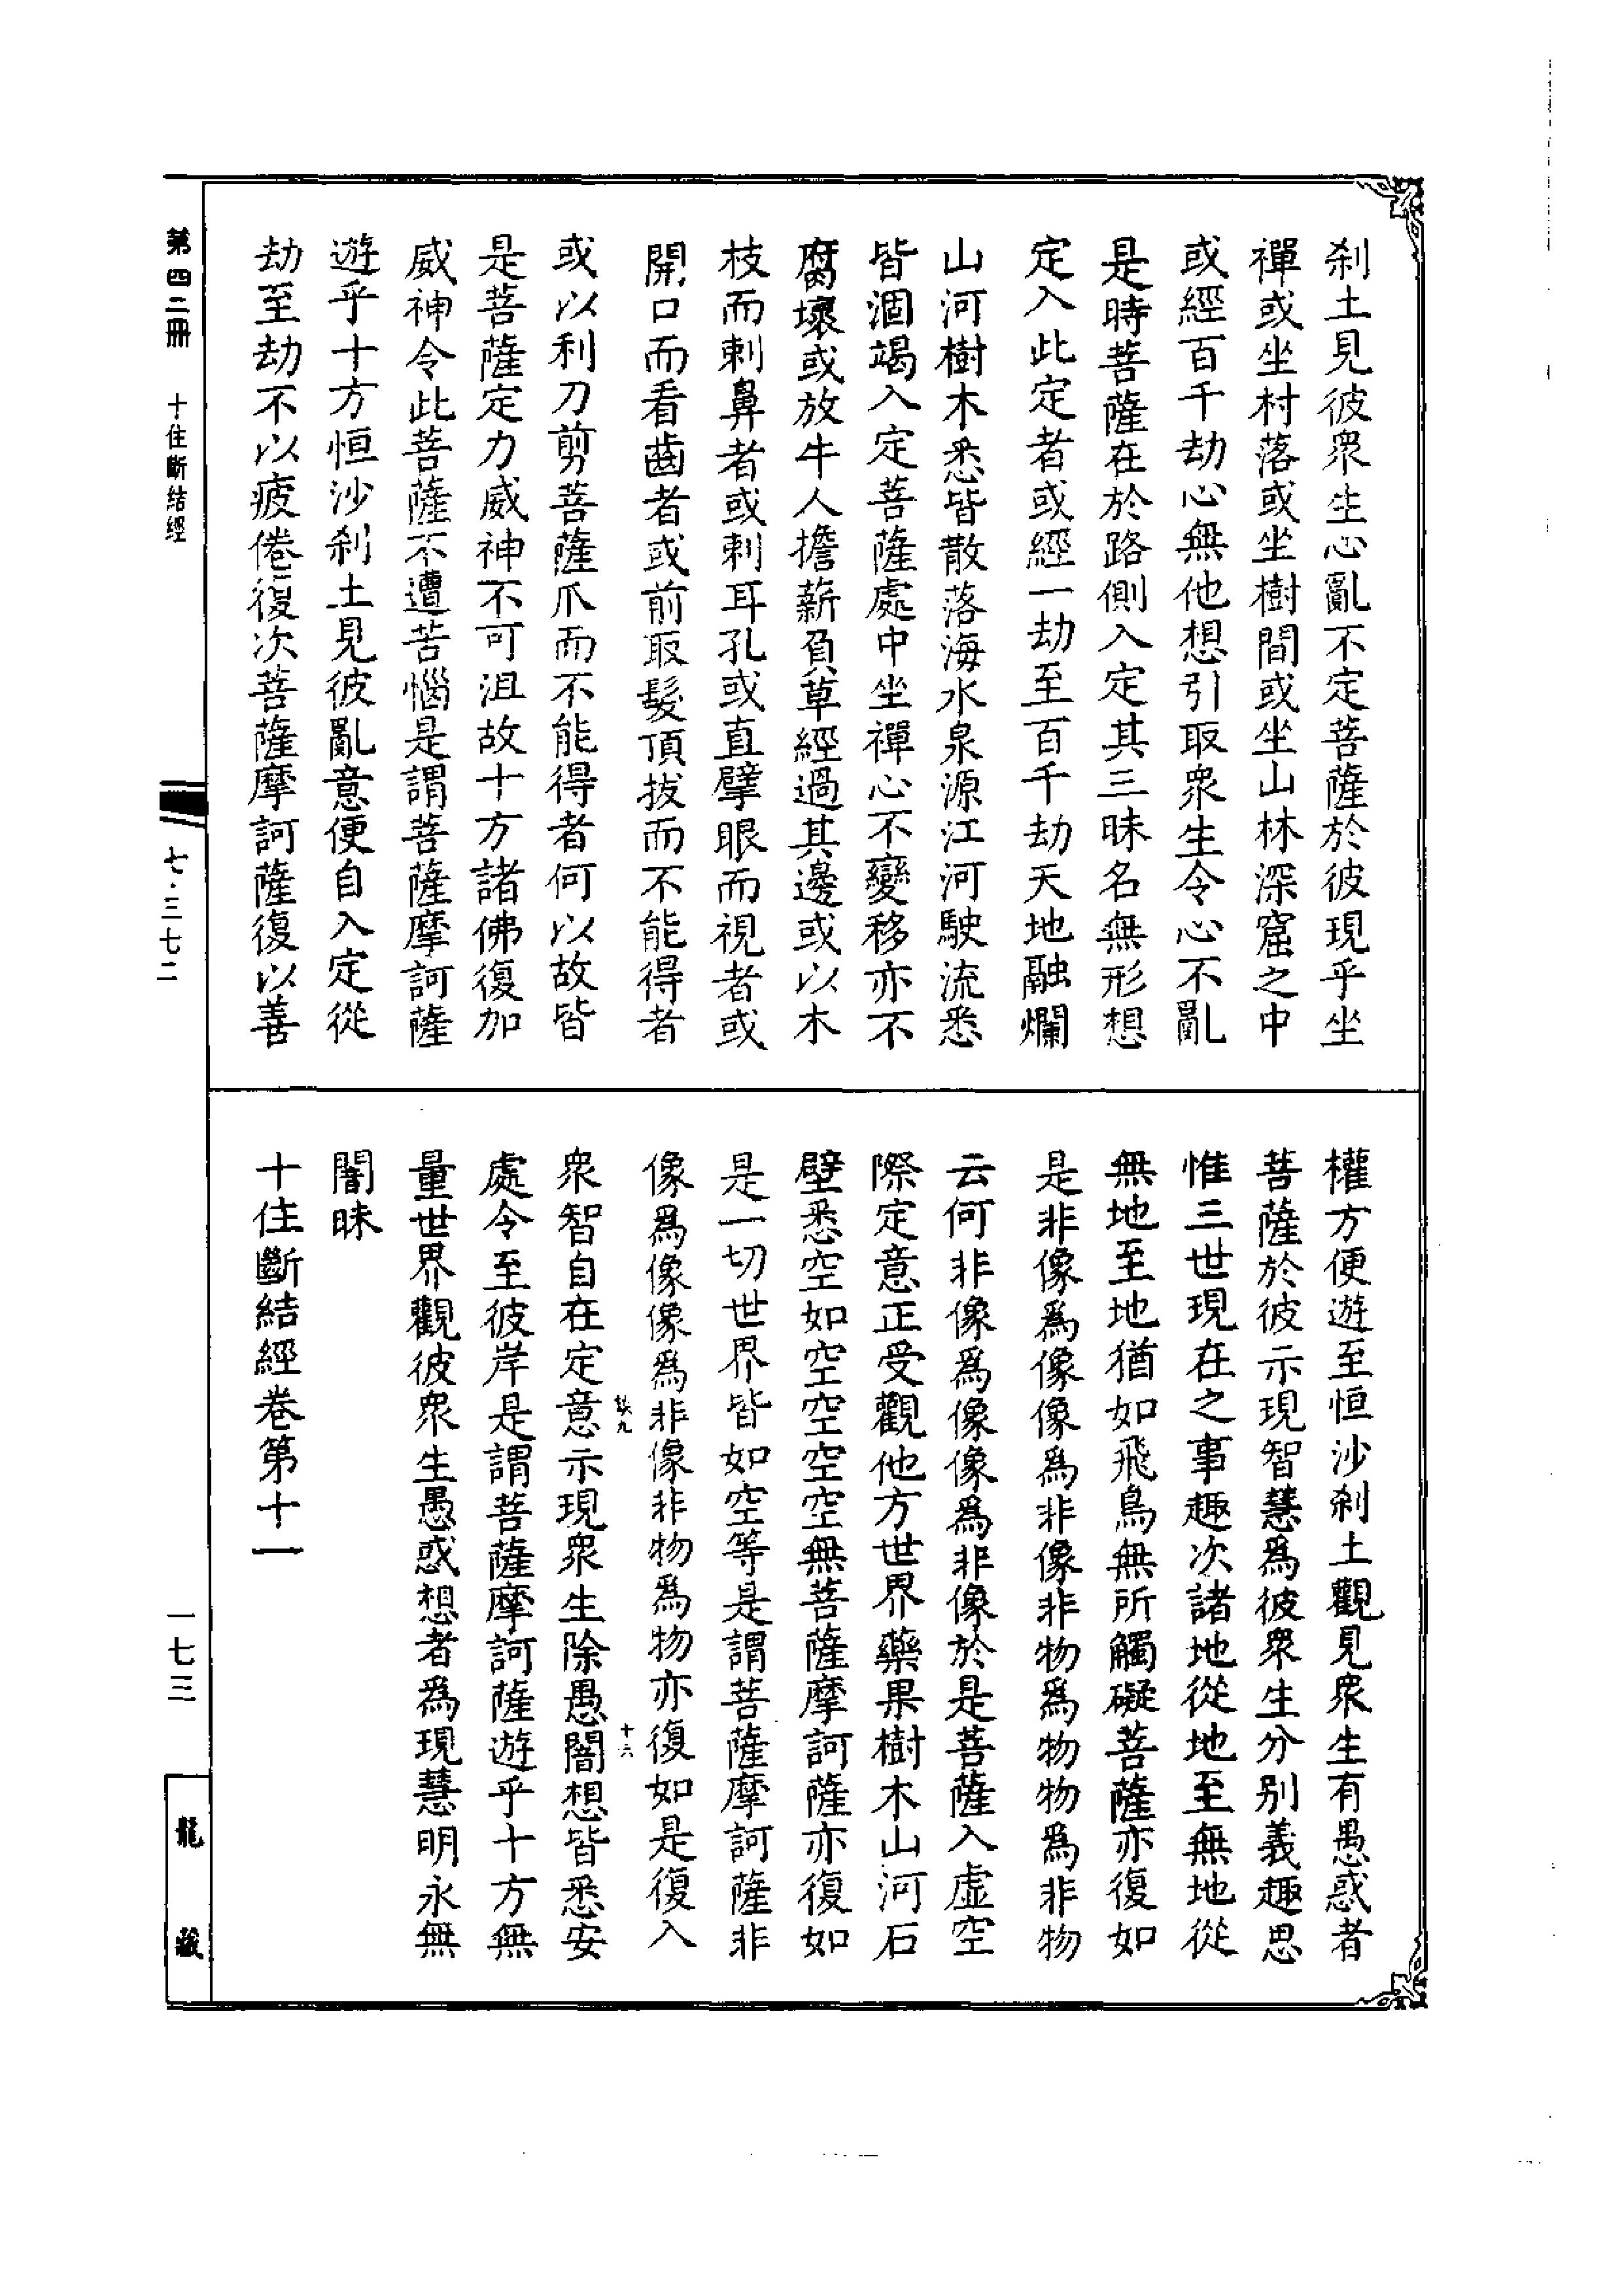 刹土見彼衆生心亂不定菩薩於彼現乎坐
禪或坐村落或坐樹間或坐山林深窟之中
或經百千劫心無他想引取衆生令心不亂
是時菩薩在於路側入定其三昧名無形想
定入此定者或經一劫至百千劫天地融爛
山河樹木悉皆散落海水泉源江河駛流悉
皆涸竭入定菩薩處中坐禪心不變移亦不
腐壞或放牛人擔薪負草經過其邊或以木
枝而刺鼻者或刺耳孔或直擘眼而視者或
開口而看齒者或前取髮頂拔而不能得者
或以利刀剪菩薩爪而不能得者何以故皆
是菩薩定力威神不可沮故十方諸佛復加
威神令此菩薩不遭苦惱是謂菩薩摩訶薩
遊乎十方恒沙刹土見彼亂意便自入定從
劫至劫不以疲倦復次菩薩摩訶薩復以善
權方便遊至恒沙刹土觀見衆生有愚惑者
菩薩於彼示現智慧爲彼衆生分別義趣思
惟三世現在之事趣次諸地從地至無地從
無地至地猶如飛鳥無所觸礙菩薩亦復如
是非像爲像像爲非像非物爲物物爲非物
云何非像爲像像爲非像於是菩薩入虛空
際定意正受觀他方世界藥果樹木山河石
壁悉空如空空空空無菩薩摩訶薩亦復如
是一切世界皆如空等是謂菩薩摩訶薩非
像爲像像爲非像非物爲物亦復如是復入
衆智自在定意示現衆生除愚闇想皆悉安
處令至彼岸是謂菩薩摩訶薩遊乎十方無
量世界觀彼衆生愚惑想者爲現慧明永無
闇昧
十住斷結經卷第十一
九
十六
第四二冊 十住斷结經
七·三七二
一七三
龍藏